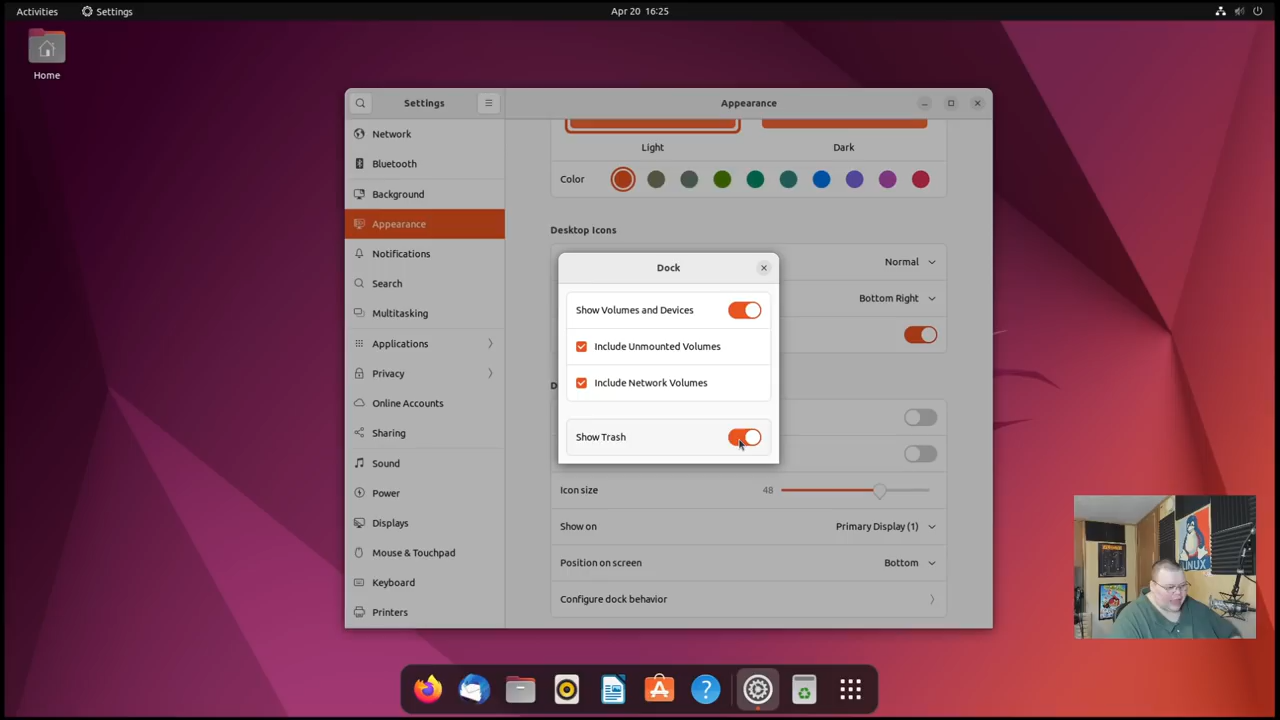 Activities
Settings
Apr 20 16:25
Home
Settings
Appearance
Network
Bluetooth
Background
Appearance
Notifications
Search
Multitasking
Applications
Privacy
Online Accounts
Sharing
Sound
Power
Displays
Mouse & Touchpad
Keyboard
Printers
Light
Dark
Color
Desktop Icons
Normal
Bottom Right
D
Dock
Show Volumes and Devices
Include Unmounted Volumes
Include Network Volumes
Show Trash
Icon size
48
Show on
Primary Display (1)
Position on screen
Bottom
Configure dock behavior
LINUX
?